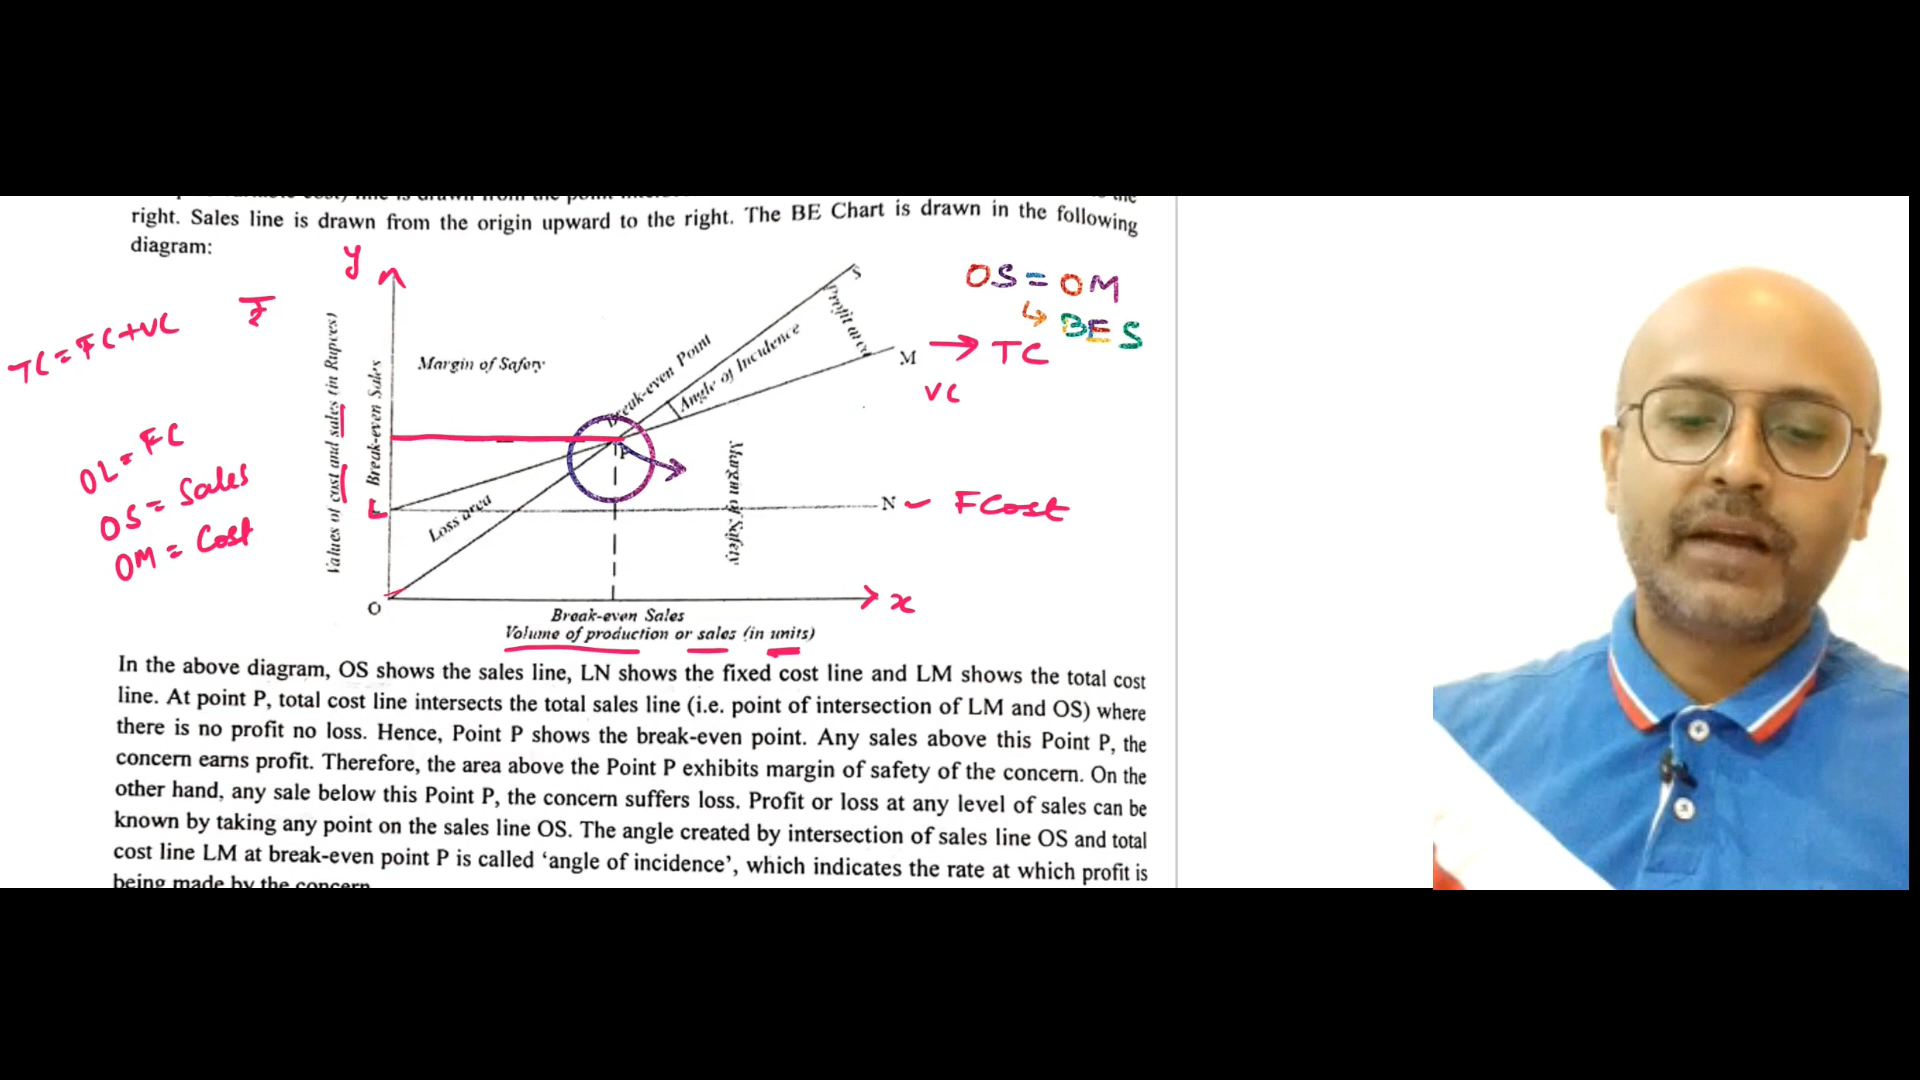 right. Sales line is drawn from the origin upward to the right. The BE Chart is drawn in the following
diagram:
y
TC = FC+VC
₹
OS = OM
↳ BES
S
Profit area
M → TC
VC
Margin of Safety
Break-even Point
Angle of Incidence
Values of cost and sales (in Rupees)
Break-even Sales
P
Margin of Safety
OL = FC
OS = Sales
OM = Cost
L
Loss area
N - FCost
O
x
Break-even Sales
Volume of production or sales (in units)
In the above diagram, OS shows the sales line, LN shows the fixed cost line and LM shows the total cost
line. At point P, total cost line intersects the total sales line (i.e. point of intersection of LM and OS) where
there is no profit no loss. Hence, Point P shows the break-even point. Any sales above this Point P, the
concern earns profit. Therefore, the area above the Point P exhibits margin of safety of the concern. On the
other hand, any sale below this Point P, the concern suffers loss. Profit or loss at any level of sales can be
known by taking any point on the sales line OS. The angle created by intersection of sales line OS and total
cost line LM at break-even point P is called ‘angle of incidence’, which indicates the rate at which profit is
being made by the concern